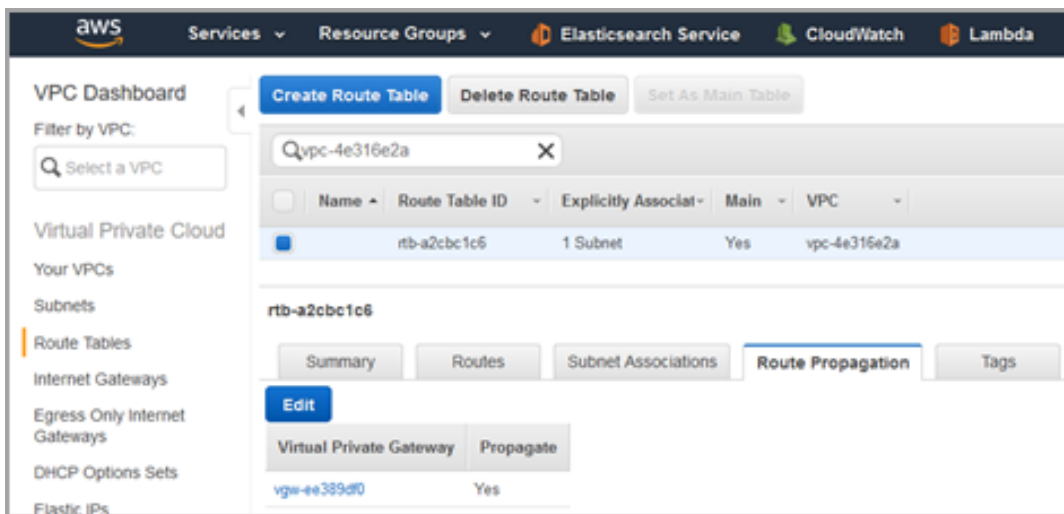 aws Services Resource Groups Elasticsearch Service CloudWatch Lambda
VPC Dashboard
Filter by VPC:
Select a VPC
Virtual Private Cloud
Your VPCs
Subnets
Route Tables
Internet Gateways
Egress Only Internet
Gateways
DHCP Options Sets
Elastic IPs
Create Route Table Delete Route Table Set As Main Table
vpc-4e316e2a
Name Route Table ID Explicitly Associat Main VPC
rtb-a2cbc1c6 1 Subnet Yes vpc-4e316e2a
rtb-a2cbc1c6
Summary Routes Subnet Associations Route Propagation Tags
Edit
Virtual Private Gateway Propagate
vgw-ee389df0 Yes